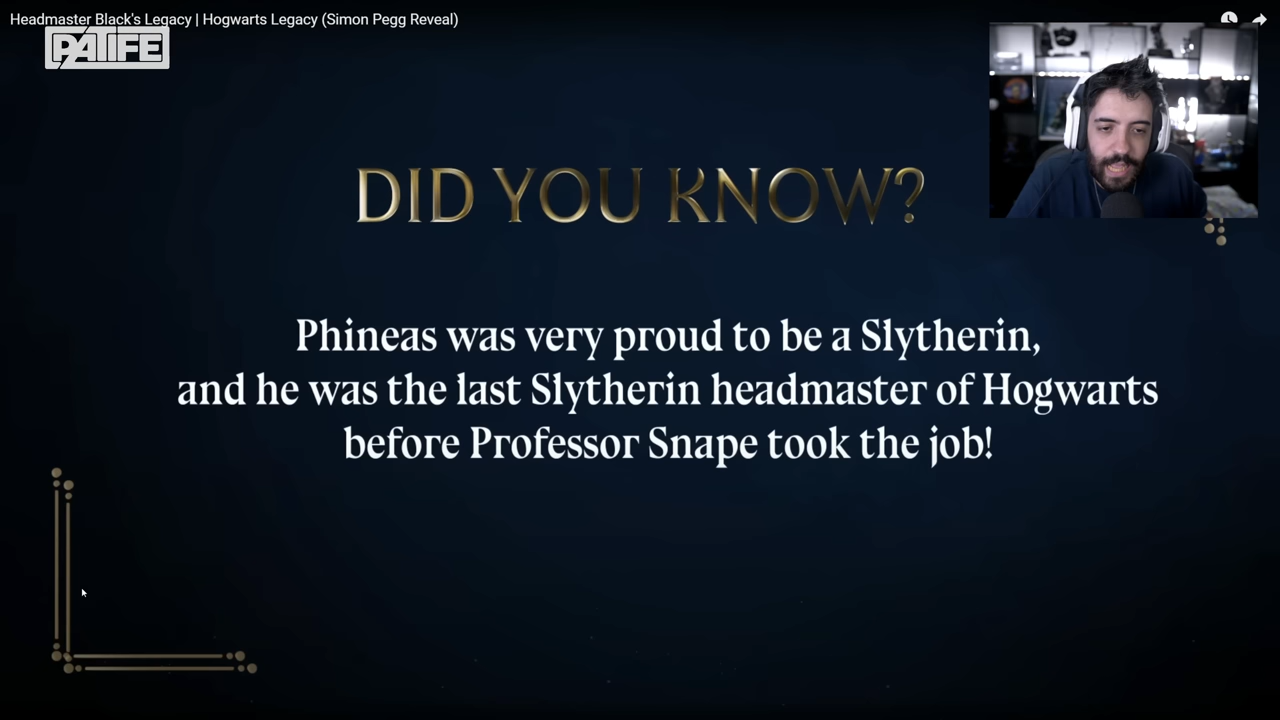 Headmaster Black's Legacy | Hogwarts Legacy (Simon Pegg Reveal)
PATIFE
DID YOU KNOW?
Phineas was very proud to be a Slytherin,
and he was the last Slytherin headmaster of Hogwarts
before Professor Snape took the job!